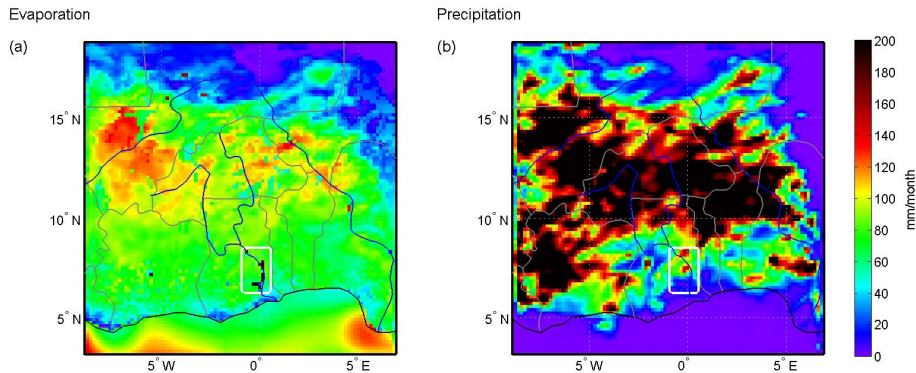 Evaporation
Precipitation
(a)
(b)
15° N
10° N
5° N
5° W
0°
5° E
15° N
10° N
5° N
5° W
0°
5° E
200
180
160
140
120
100
80
60
40
20
0
mm/month